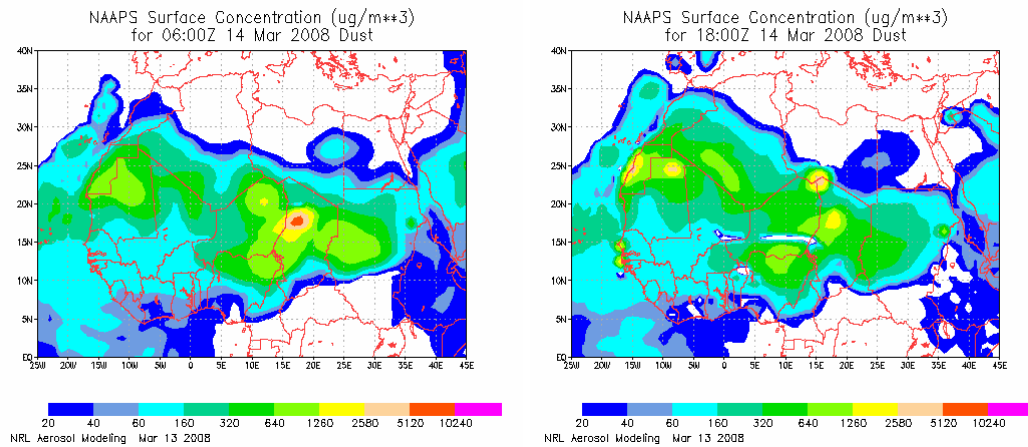 NAAPS Surface Concentration (ug/m**3)
for 06:00Z 14 Mar 2008 Dust
40N
35N
30N
25N
20N
15N
10N
5N
EQ
25W 20W 15W 10W 5W 0 5E 10E 15E 20E 25E 30E 35E 40E 45E
20 40 60 160 320 640 1260 2580 5120 10240
NRL Aerosol Modeling Mar 13 2008
NAAPS Surface Concentration (ug/m**3)
for 18:00Z 14 Mar 2008 Dust
40N
35N
30N
25N
20N
15N
10N
5N
EQ
25W 20W 15W 10W 5W 0 5E 10E 15E 20E 25E 30E 35E 40E 45E
20 40 60 160 320 640 1260 2580 5120 10240
NRL Aerosol Modeling Mar 13 2008